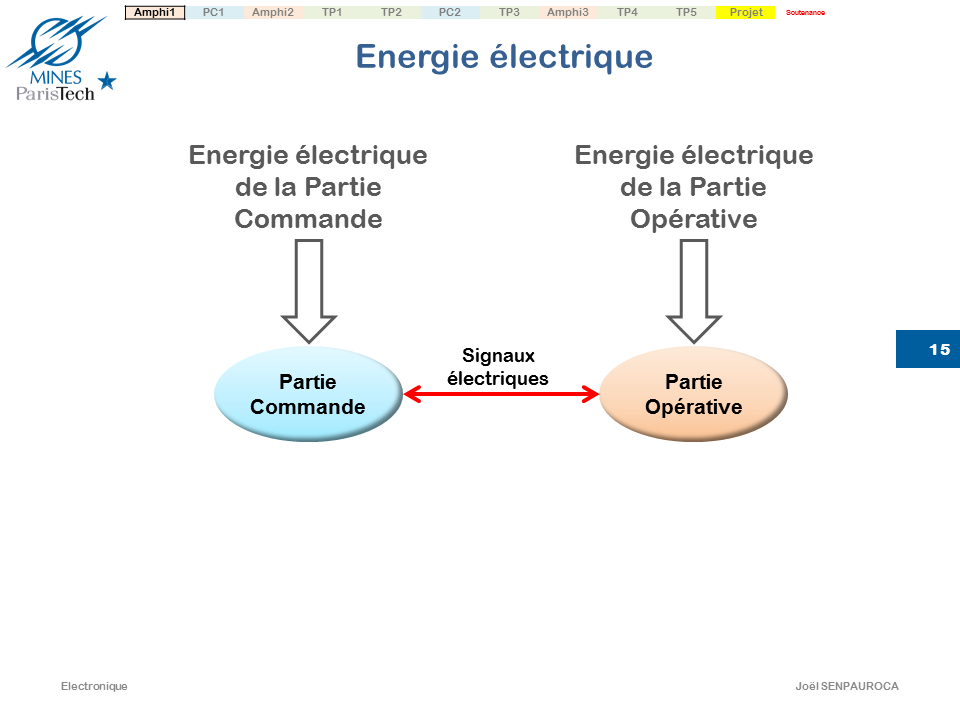 Amphi1 PC1 Amphi2 TP1 TP2 PC2 TP3 Amphi3 TP4 TP5 Projet Soutenance
MINES
ParisTech
Energie électrique
Energie électrique
de la Partie
Commande
Energie électrique
de la Partie
Opérative
Signaux
électriques
Partie
Commande
Partie
Opérative
15
Electronique
Joël SENPAUROCA